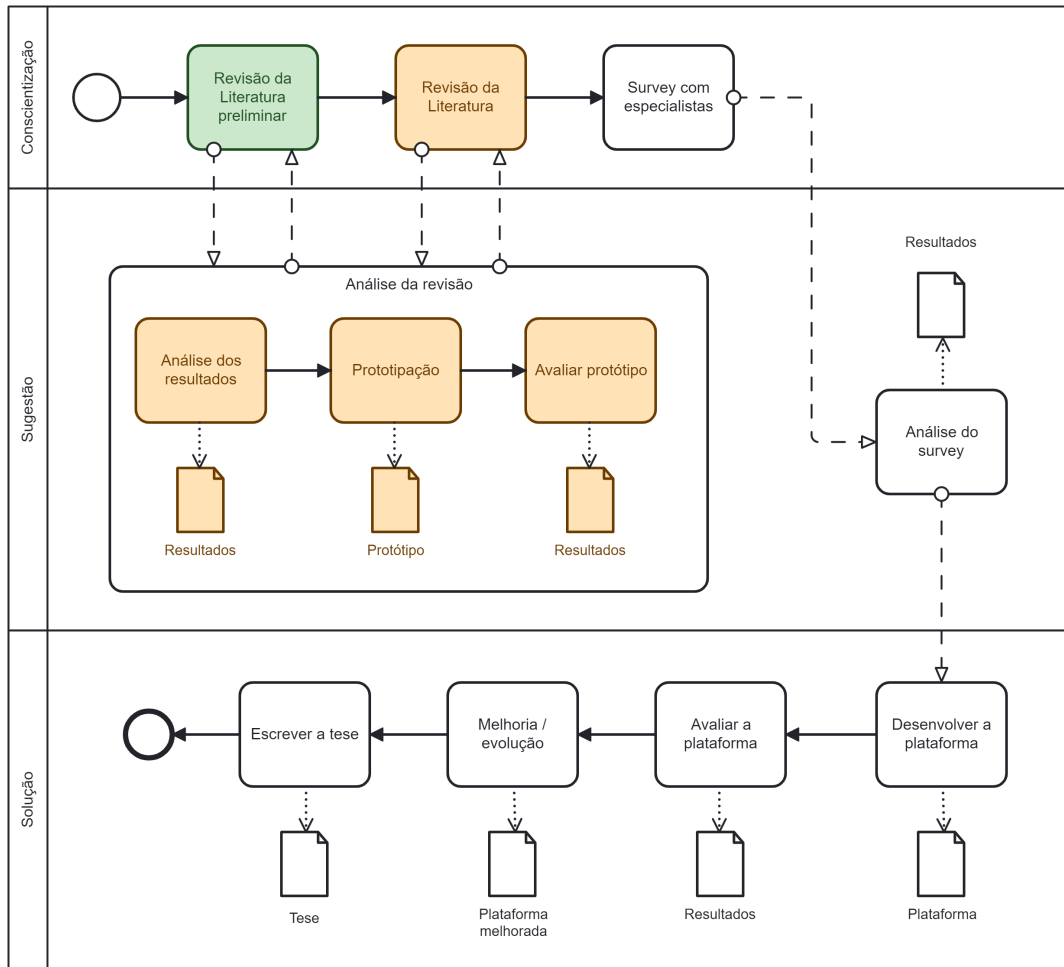 Conscientização
Revisão da
Literatura
preliminar
Revisão da
Literatura
Survey com
especialistas
Sugestão
Análise da revisão
Análise dos
resultados
Prototipação
Avaliar protótipo
Resultados
Protótipo
Resultados
Resultados
Análise do
survey
Solução
Escrever a tese
Melhoria /
evolução
Avaliar a
plataforma
Desenvolver a
plataforma
Tese
Plataforma
melhorada
Resultados
Plataforma